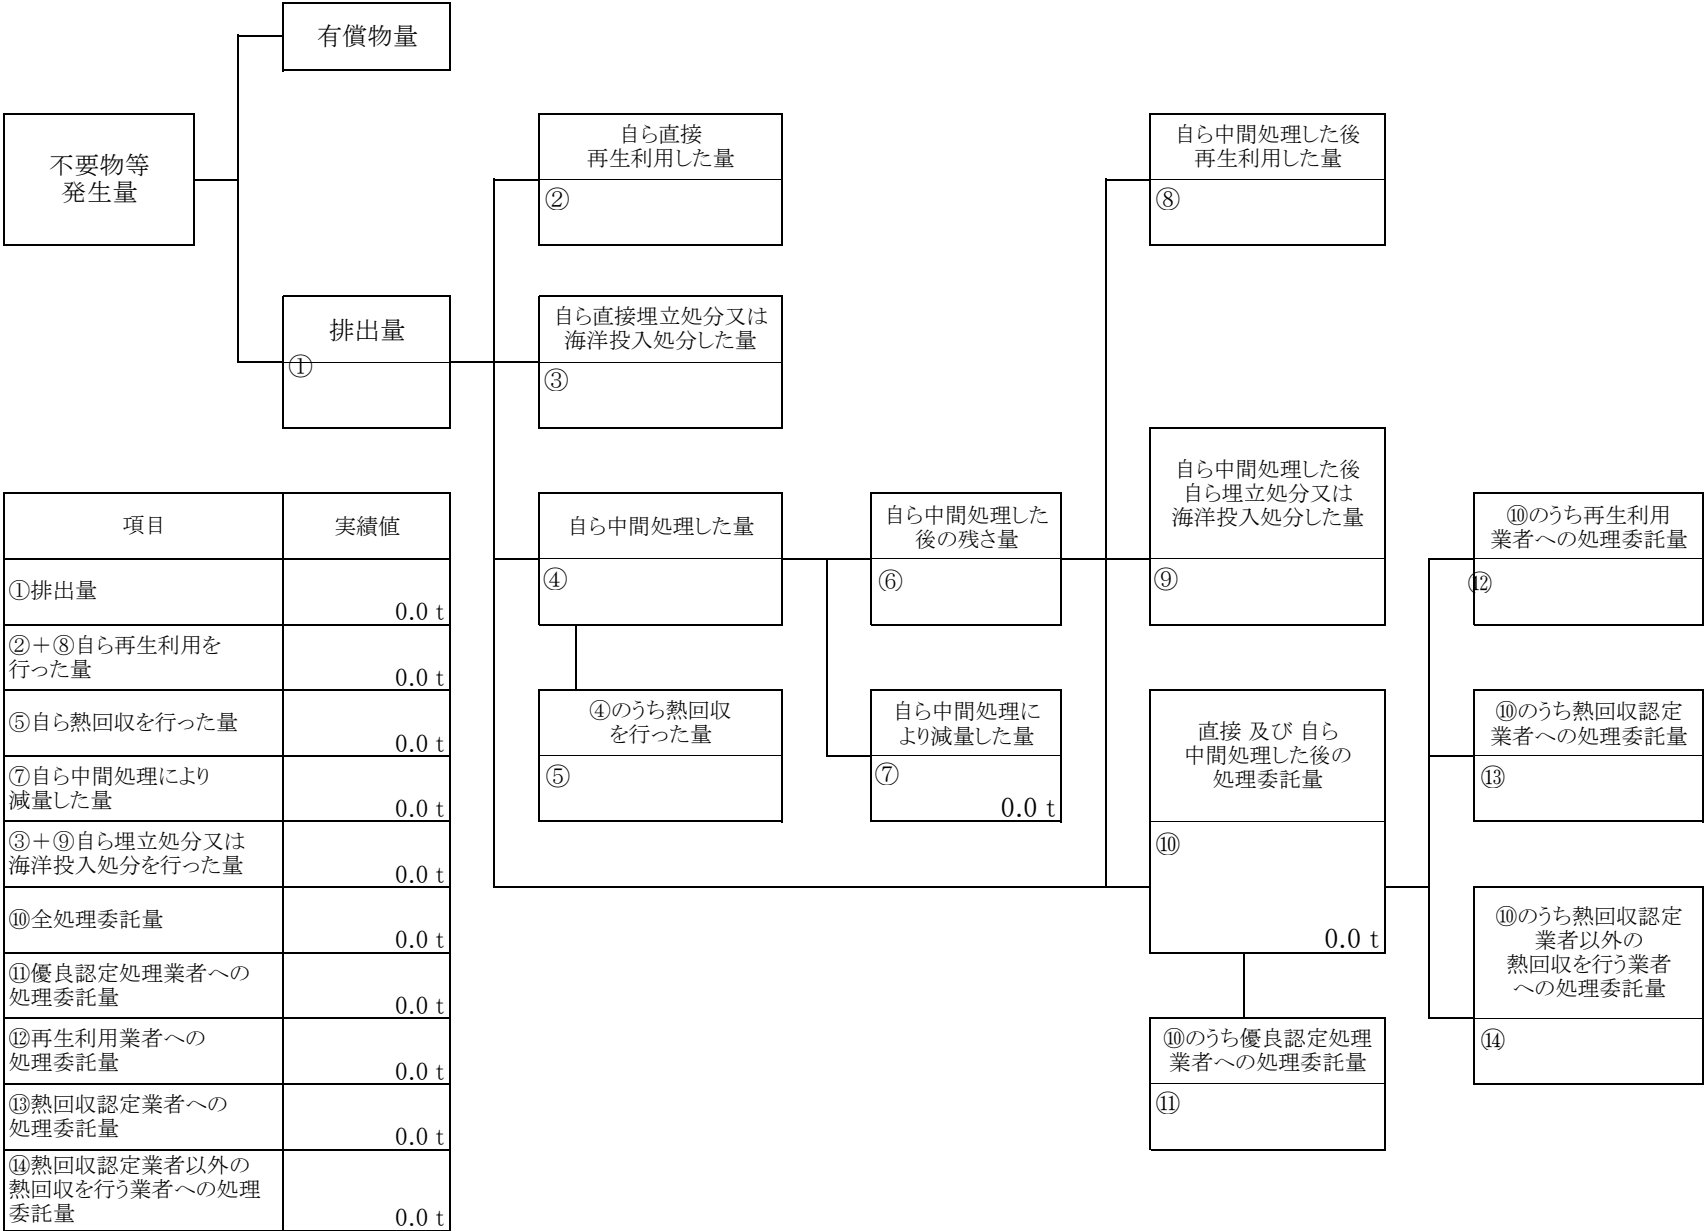 有償物量
不要物等
発生量
排出量
①
自ら直接
再生利用した量
②
自ら直接埋立処分又は
海洋投入処分した量
③
自ら中間処理した量
④
④のうち熱回収
を行った量
⑤
自ら中間処理した
後の残さ量
⑥
自ら中間処理に
より減量した量
⑦
0.0 t
自ら中間処理した後
再生利用した量
⑧
自ら中間処理した後
自ら埋立処分又は
海洋投入処分した量
⑨
直接 及び 自ら
中間処理した後の
処理委託量
⑩
0.0 t
⑩のうち優良認定処理
業者への処理委託量
⑪
⑩のうち再生利用
業者への処理委託量
⑫
⑩のうち熱回収認定
業者への処理委託量
⑬
⑩のうち熱回収認定
業者以外の
熱回収を行う業者
への処理委託量
⑭
項目 実績値
①排出量
0.0 t
②＋⑧自ら再生利用を
行った量
0.0 t
⑤自ら熱回収を行った量
0.0 t
⑦自ら中間処理により
減量した量
0.0 t
③＋⑨自ら埋立処分又は
海洋投入処分を行った量
0.0 t
⑩全処理委託量
0.0 t
⑪優良認定処理業者への
処理委託量
0.0 t
⑫再生利用業者への
処理委託量
0.0 t
⑬熱回収認定業者への
処理委託量
0.0 t
⑭熱回収認定業者以外の
熱回収を行う業者への処理
委託量
0.0 t